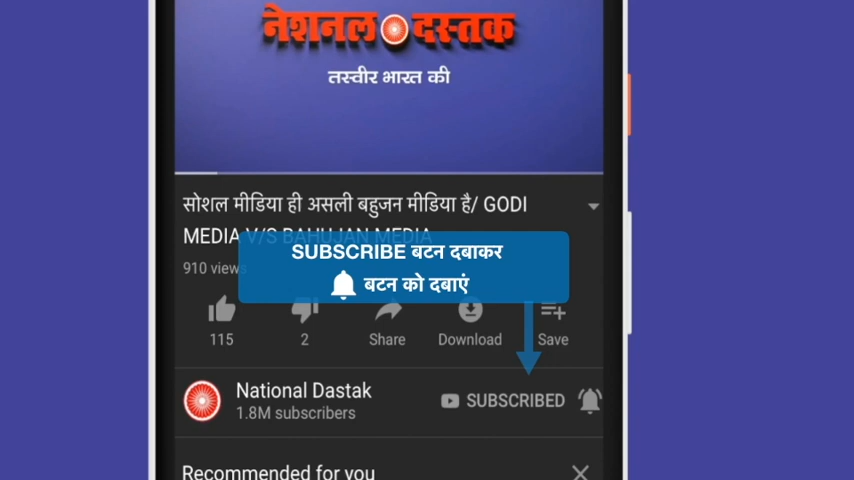 नेशनल दस्तक
तस्वीर भारत की
सोशल मीडिया ही असली बहुजन मीडिया है/ GODI
MEDIA V/S BAHUJAN MEDIA
910 views
SUBSCRIBE बटन दबाकर
बटन को दबाएं
115
2
Share
Download
Save
National Dastak
SUBSCRIBED
1.8M subscribers
Recommended for you